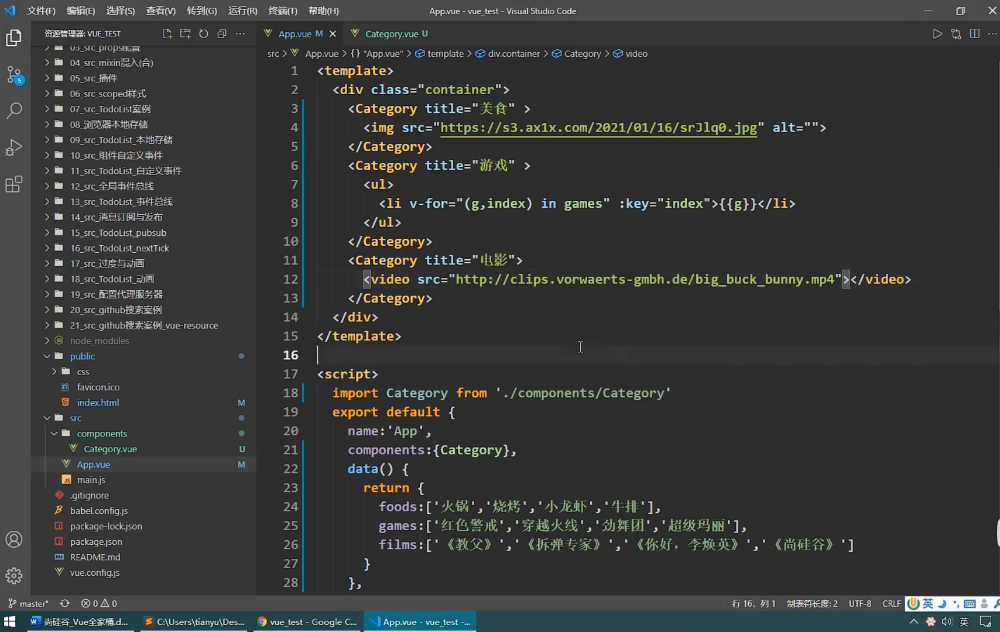 文件(F) 编辑(E) 选择(S) 查看(V) 转到(G) 运行(R) 终端(T) 帮助(H) App.vue - vue_test - Visual Studio Code
资源管理器: VUE_TEST
App.vue M Category.vue U
src > App.vue > {} "App.vue" > template > div.container > Category > video
03_src_props配置
04_src_mixin混入(合)
05_src_插件
06_src_scoped样式
07_src_TodoList案例
08_浏览器本地存储
09_src_TodoList_本地存储
10_src_组件自定义事件
11_src_TodoList_自定义事件
12_src_全局事件总线
13_src_TodoList_事件总线
14_src_消息订阅与发布
15_src_TodoList_pubsub
16_src_TodoList_nextTick
17_src_过度与动画
18_src_TodoList_动画
19_src_配置代理服务器
20_src_github搜索案例
21_src_github搜索案例_vue-resource
node_modules
public
css
favicon.ico
index.html M
src
components
Category.vue U
App.vue M
main.js
.gitignore
babel.config.js
package-lock.json
package.json
README.md
vue.config.js
5
1 <template>
2 <div class="container">
3 <Category title="美食" >
4 <img src="https://s3.ax1x.com/2021/01/16/srJlq0.jpg" alt="">
5 </Category>
6 <Category title="游戏" >
7 <ul>
8 <li v-for="(g,index) in games" :key="index">{{g}}</li>
9 </ul>
10 </Category>
11 <Category title="电影">
12 <video src="http://clips.vorwaerts-gmbh.de/big_buck_bunny.mp4"></video>
13 </Category>
14 </div>
15 </template>
16
17 <script>
18 import Category from './components/Category'
19 export default {
20 name:'App',
21 components:{Category},
22 data() {
23 return {
24 foods:['火锅','烧烤','小龙虾','牛排'],
25 games:['红色警戒','穿越火线','劲舞团','超级玛丽'],
26 films:['《教父》','《拆弹专家》','《你好，李焕英》','《尚硅谷》']
27 }
28 },
master* 0 0 行 16，列 1 制表符长度: 2 UTF-8 CRLF 英
尚硅谷_Vue全家桶.d... C:\Users\tianyu\Des... vue_test - Google C... App.vue - vue_test -... 英